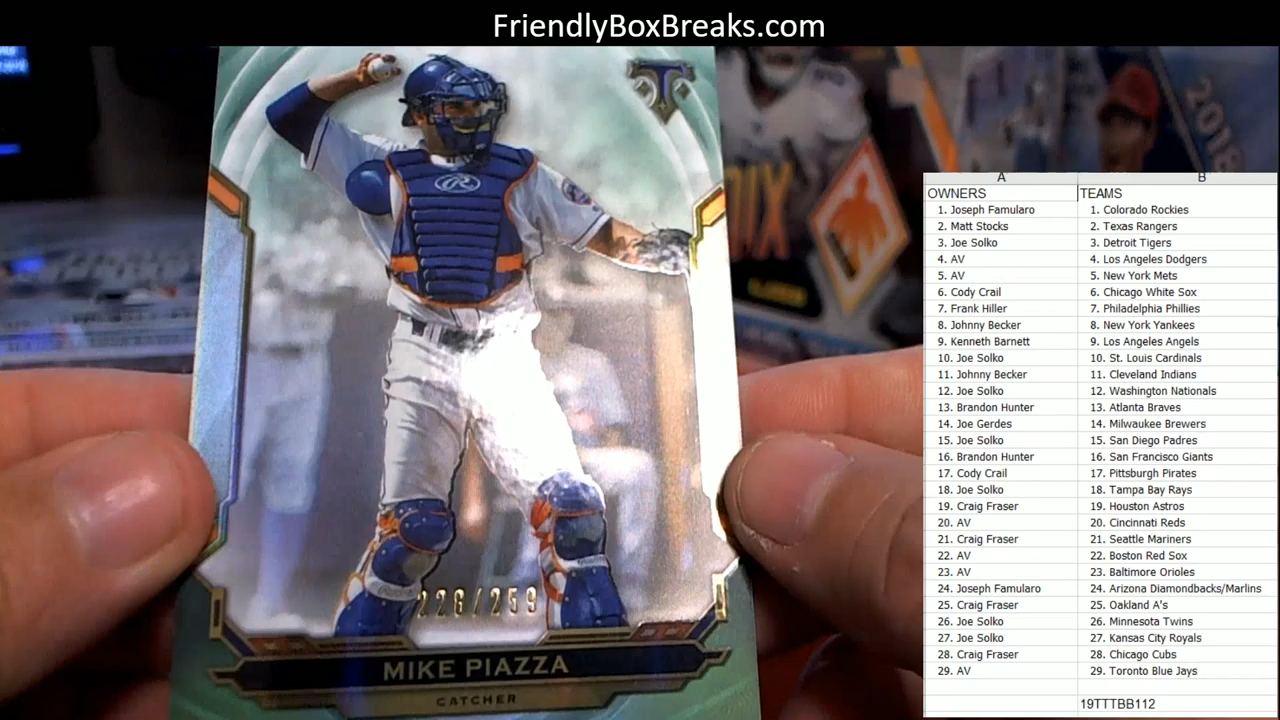 FriendlyBoxBreaks.com
226/259
MIKE PIAZZA
CATCHER
2018
A B
OWNERS TEAMS
1. Joseph Famularo 1. Colorado Rockies
2. Matt Stocks 2. Texas Rangers
3. Joe Solko 3. Detroit Tigers
4. AV 4. Los Angeles Dodgers
5. AV 5. New York Mets
6. Cody Crail 6. Chicago White Sox
7. Frank Hiller 7. Philadelphia Phillies
8. Johnny Becker 8. New York Yankees
9. Kenneth Barnett 9. Los Angeles Angels
10. Joe Solko 10. St. Louis Cardinals
11. Johnny Becker 11. Cleveland Indians
12. Joe Solko 12. Washington Nationals
13. Brandon Hunter 13. Atlanta Braves
14. Joe Gerdes 14. Milwaukee Brewers
15. Joe Solko 15. San Diego Padres
16. Brandon Hunter 16. San Francisco Giants
17. Cody Crail 17. Pittsburgh Pirates
18. Joe Solko 18. Tampa Bay Rays
19. Craig Fraser 19. Houston Astros
20. AV 20. Cincinnati Reds
21. Craig Fraser 21. Seattle Mariners
22. AV 22. Boston Red Sox
23. AV 23. Baltimore Orioles
24. Joseph Famularo 24. Arizona Diamondbacks/Marlins
25. Craig Fraser 25. Oakland A's
26. Joe Solko 26. Minnesota Twins
27. Joe Solko 27. Kansas City Royals
28. Craig Fraser 28. Chicago Cubs
29. AV 29. Toronto Blue Jays
19TTTBB112